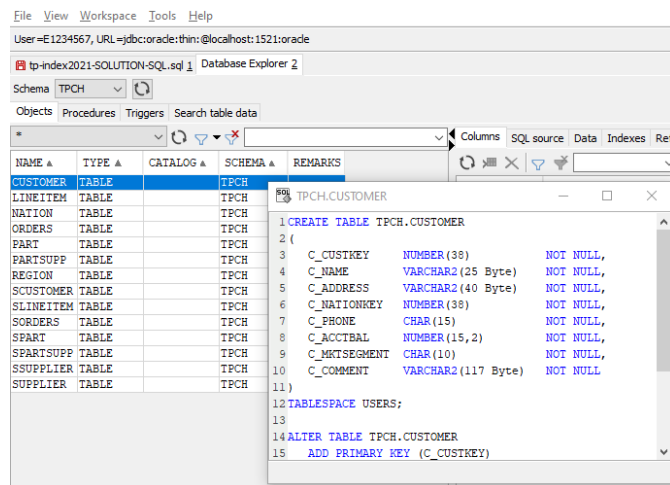 File View Workspace Tools Help
User=E1234567, URL=jdbc:oracle:thin:@localhost:1521:oracle
tp-index2021-SOLUTION-SQL.sql 1 Database Explorer 2
Schema TPCH
Objects Procedures Triggers Search table data
*
Columns SQL source Data Indexes Re
NAME TYPE CATALOG SCHEMA REMARKS
CUSTOMER TABLE TPCH
LINEITEM TABLE TPCH
NATION TABLE TPCH
ORDERS TABLE TPCH
PART TABLE TPCH
PARTSUPP TABLE TPCH
REGION TABLE TPCH
SCUSTOMER TABLE TPCH
SLINEITEM TABLE TPCH
SORDERS TABLE TPCH
SPART TABLE TPCH
SPARTSUPP TABLE TPCH
SSUPPLIER TABLE TPCH
SUPPLIER TABLE TPCH
SQL TPCH.CUSTOMER
1 CREATE TABLE TPCH.CUSTOMER
2 (
3 C_CUSTKEY NUMBER(38) NOT NULL,
4 C_NAME VARCHAR2(25 Byte) NOT NULL,
5 C_ADDRESS VARCHAR2(40 Byte) NOT NULL,
6 C_NATIONKEY NUMBER(38) NOT NULL,
7 C_PHONE CHAR(15) NOT NULL,
8 C_ACCTBAL NUMBER(15,2) NOT NULL,
9 C_MKTSEGMENT CHAR(10) NOT NULL,
10 C_COMMENT VARCHAR2(117 Byte) NOT NULL
11 )
12 TABLESPACE USERS;
13
14 ALTER TABLE TPCH.CUSTOMER
15 ADD PRIMARY KEY (C_CUSTKEY)